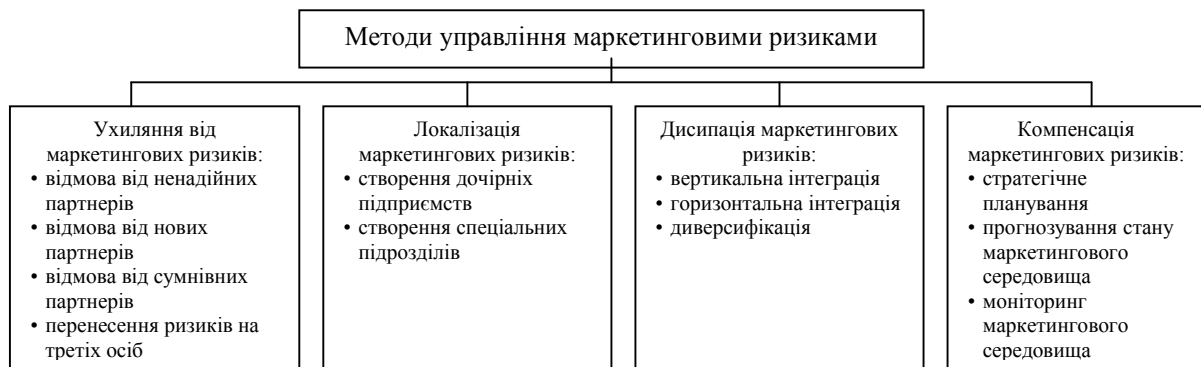 Методи управління маркетинговими ризиками
Ухиляння від
маркетингових ризиків:
• відмова від ненадійних
партнерів
• відмова від нових
партнерів
• відмова від сумнівних
партнерів
• перенесення ризиків на
третіх осіб
Локалізація
маркетингових ризиків:
• створення дочірніх
підприємств
• створення спеціальних
підрозділів
Дисипація маркетингових
ризиків:
• вертикальна інтеграція
• горизонтальна інтеграція
• диверсифікація
Компенсація
маркетингових ризиків:
• стратегічне
планування
• прогнозування стану
маркетингового
середовища
• моніторинг
маркетингового
середовища